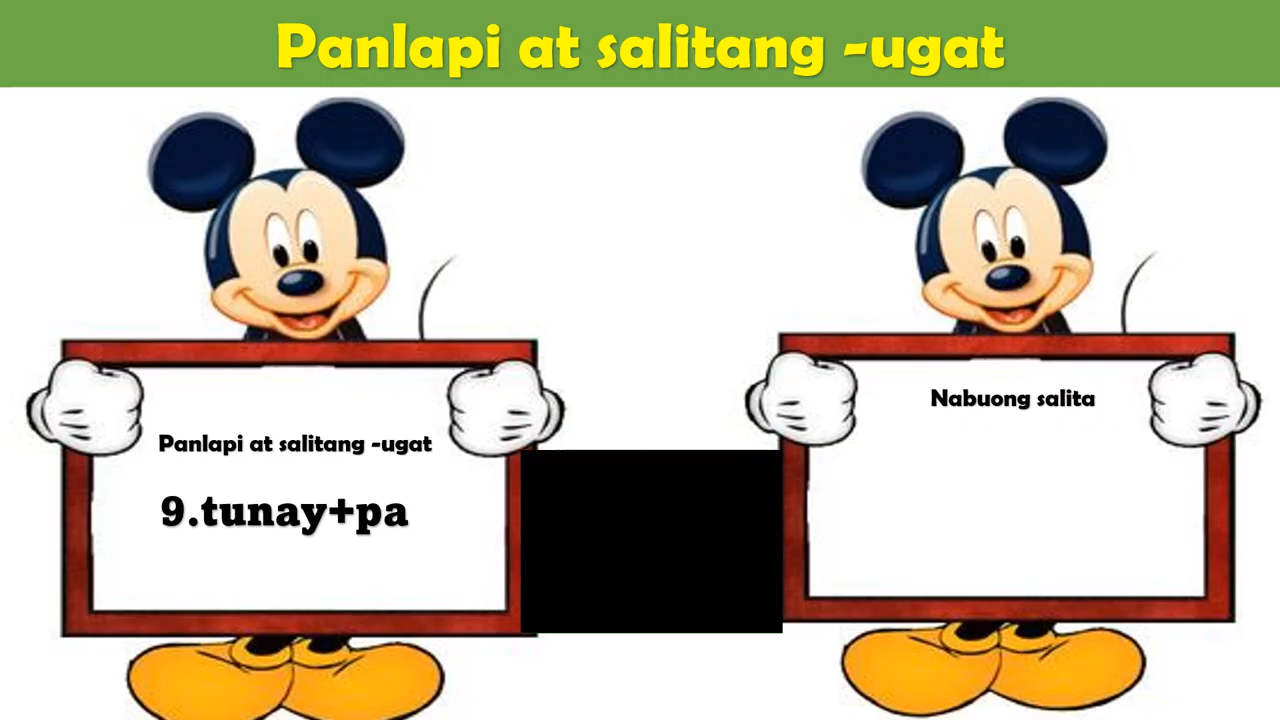 Panlapi at salitang -ugat
Panlapi at salitang -ugat
9.tunay+pa
Nabuong salita